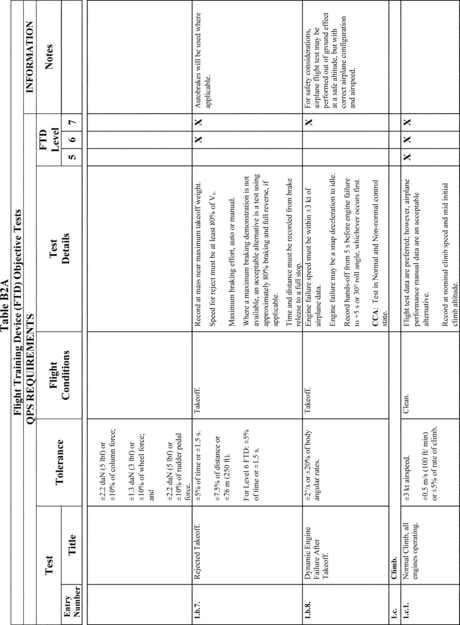 Table B2A
Flight Training Device (FTD) Objective Tests
QPS REQUIREMENTS
INFORMATION
Test
Tolerance
Flight
Conditions
Test
Details
FTD
Level
Notes
Entry
Number
Title
5 6 7
±2.2 daN (5 lbf) or
±10% of column force;
±1.3 daN (3 lbf) or
±10% of wheel force;
and
±2.2 daN (5 lbf) or
±10% of rudder pedal
force.
1.b.7.
Rejected Takeoff.
±5% of time or ±1.5 s.
±7.5% of distance or
±76 m (250 ft).
For Level 6 FTD: ±5%
of time or ±1.5 s.
Takeoff.
Record at mass near maximum takeoff weight.
Speed for reject must be at least 80% of V1.
Maximum braking effort, auto or manual.
Where a maximum braking demonstration is not
available, an acceptable alternative is a test using
approximately 80% braking and full reverse, if
applicable.
Time and distance must be recorded from brake
release to a full stop.
X X
Autobrakes will be used where
applicable.
1.b.8.
Dynamic Engine
Failure After
Takeoff.
±2°/s or ±20% of body
angular rates.
Takeoff.
Engine failure speed must be within ±3 kt of
airplane data.
Engine failure may be a snap deceleration to idle.
Record hands-off from 5 s before engine failure
to +5 s or 30° roll angle, whichever occurs first.
CCA: Test in Normal and Non-normal control
state.
X
For safety considerations,
airplane flight test may be
performed out of ground effect
at a safe altitude, but with
correct airplane configuration
and airspeed.
1.c.
Climb.
1.c.1.
Normal Climb, all
engines operating.
±3 kt airspeed.
±0.5 m/s (100 ft/ min)
or ±5% of rate of climb.
Clean.
Flight test data are preferred; however, airplane
performance manual data are an acceptable
alternative.
Record at nominal climb speed and mid initial
climb altitude.
X X X